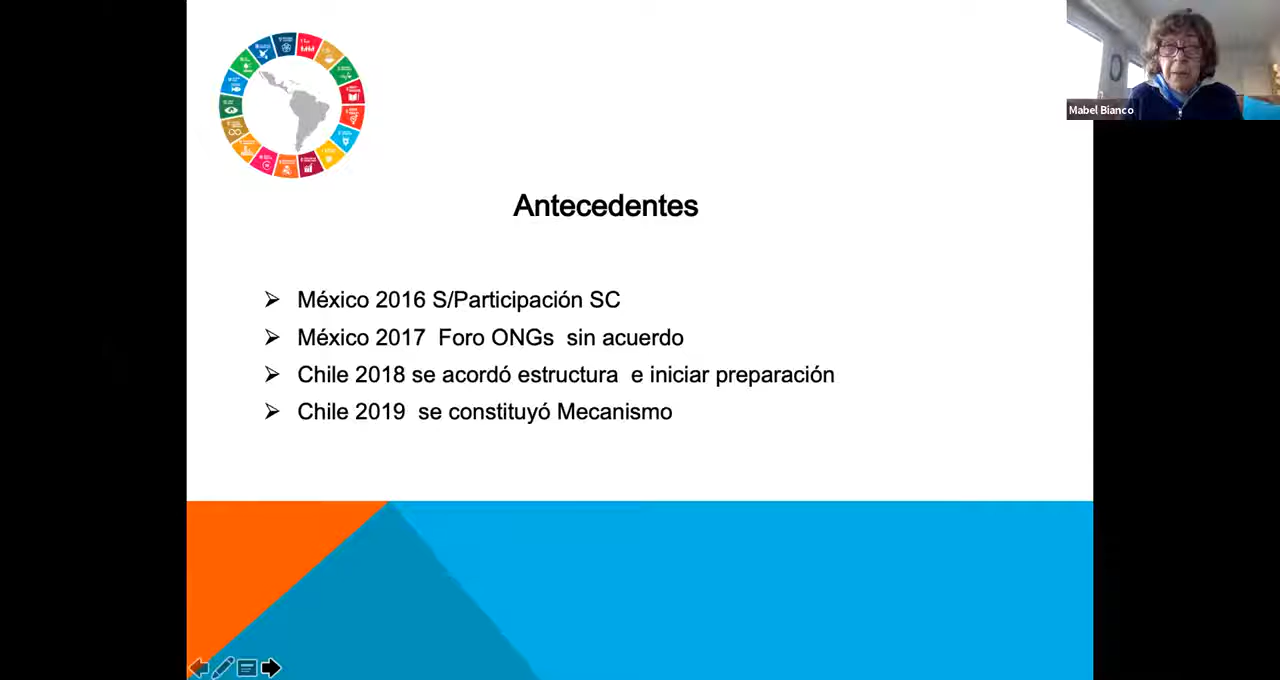 Mabel Bianco
Antecedentes
México 2016 S/Participación SC
México 2017 Foro ONGs sin acuerdo
Chile 2018 se acordó estructura e iniciar preparación
Chile 2019 se constituyó Mecanismo